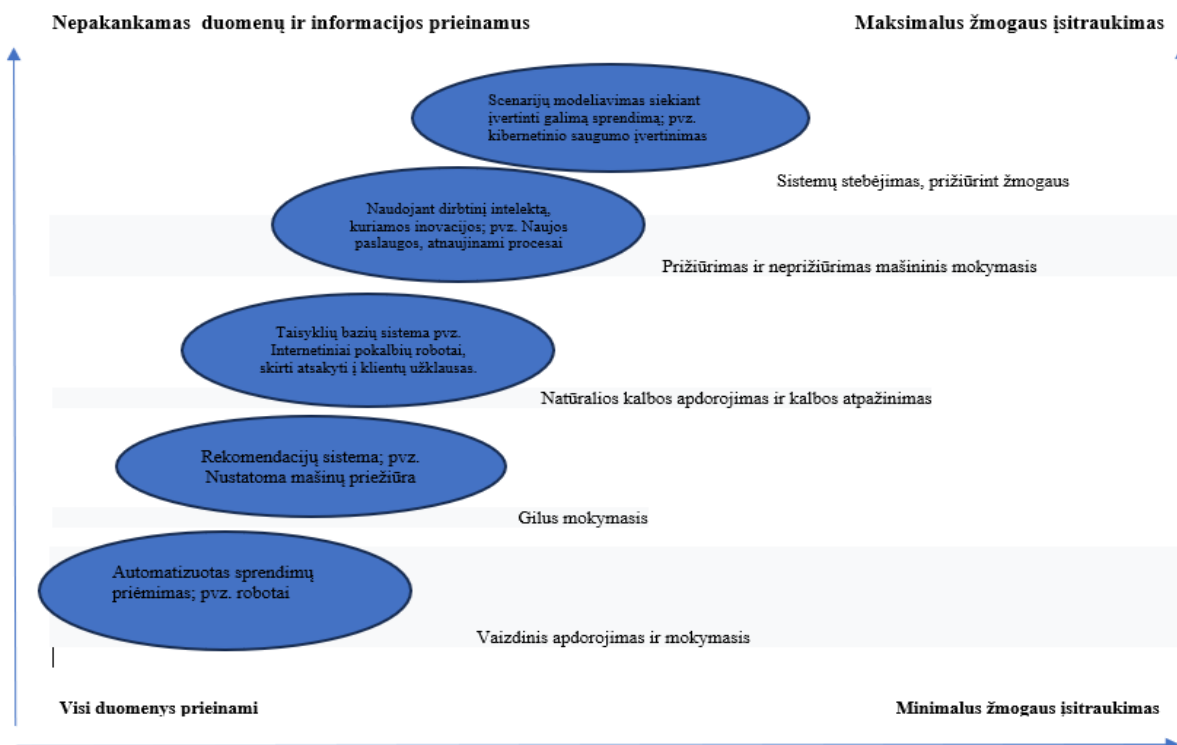 Nepakankamas duomenų ir informacijos prieinamus
Maksimalus žmogaus įsitraukimas
Scenarijų modeliavimas siekiant
įvertinti galimą sprendimą; pvz.
kibernetinio saugumo įvertinimas
Sistemų stebėjimas, prižiūrint žmogaus
Naudojant dirbtinį intelektą,
kuriamos inovacijos; pvz. Naujos
paslaugos, atnaujinami procesai
Prižiūrimas ir neprižiūrimas mašininis mokymasis
Taisyklių bazių sistema pvz.
Internetiniai pokalbių robotai,
skirti atsakyti į klientų užklausas.
Natūralios kalbos apdorojimas ir kalbos atpažinimas
Rekomendacijų sistema; pvz.
Nustatoma mašinų priežiūra
Gilus mokymasis
Automatizuotas sprendimų
priėmimas; pvz. robotai
Vaizdinis apdorojimas ir mokymasis
Visi duomenys prieinami
Minimalus žmogaus įsitraukimas